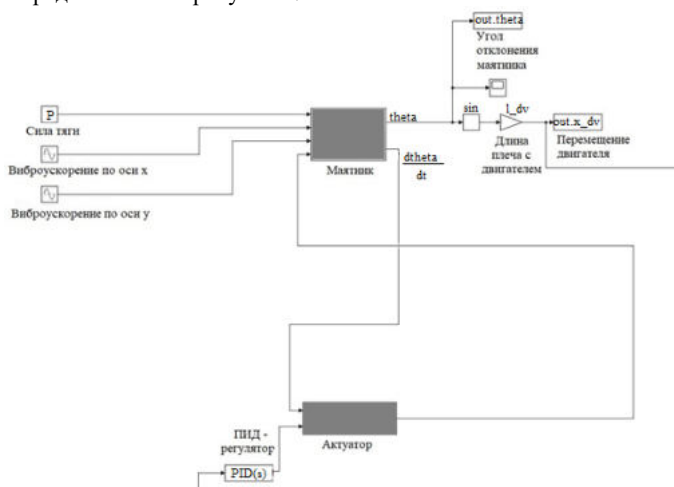 out.theta
Угол
отклонения
маятника
P
Сила тяги
theta
sin
l_dv
out.x_dv
Длина
плеча с
двигателем
Перемещение
двигателя
Виброускорение по оси x
Маятник
dtheta
dt
Виброускорение по оси y
ПИД -
регулятор
PID(s)
Актуатор